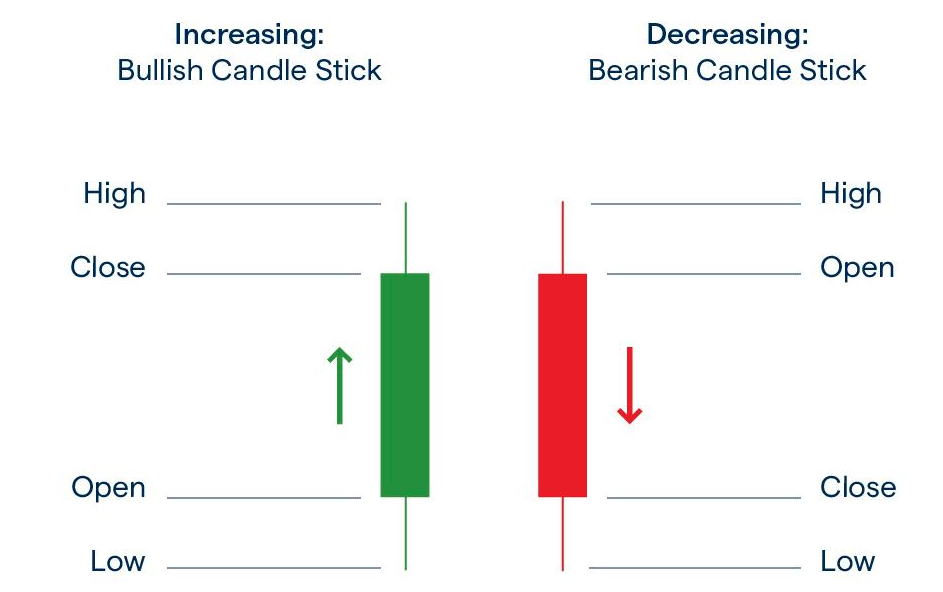 Increasing:
Bullish Candle Stick
High
Close
Open
Low
Decreasing:
Bearish Candle Stick
High
Open
Close
Low